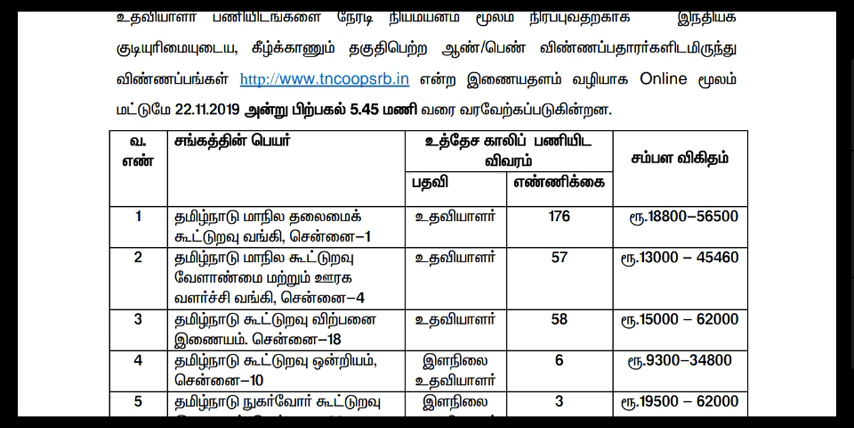 உதவியாளர் பணியிடங்களை நேரடி நியமயனம் மூலம் நிரப்புவதற்காக இந்தியக்
குடியுரிமையுடைய, கீழ்க்காணும் தகுதிபெற்ற ஆண்/பெண் விண்ணப்பதாரர்களிடமிருந்து
விண்ணப்பங்கள் http://www.tncoopsrb.in என்ற இணையதளம் வழியாக Online மூலம்
மட்டுமே 22.11.2019 அன்று பிற்பகல் 5.45 மணி வரை வரவேற்கப்படுகின்றன.
வ. எண் சங்கத்தின் பெயர் உத்தேச காலிப் பணியிட விவரம் சம்பள விகிதம்
பதவி எண்ணிக்கை
1 தமிழ்நாடு மாநில தலைமைக் உதவியாளர் 176 ரூ.18800–56500
கூட்டுறவு வங்கி, சென்னை–1
2 தமிழ்நாடு மாநில கூட்டுறவு உதவியாளர் 57 ரூ.13000 – 45460
வேளாண்மை மற்றும் ஊரக
வளர்ச்சி வங்கி, சென்னை–4
3 தமிழ்நாடு கூட்டுறவு விற்பனை உதவியாளர் 58 ரூ.15000 – 62000
இணையம். சென்னை–18
4 தமிழ்நாடு கூட்டுறவு ஒன்றியம், இளநிலை 6 ரூ.9300–34800
சென்னை–10 உதவியாளர்
5 தமிழ்நாடு நுகர்வோர் கூட்டுறவு இளநிலை 3 ரூ.19500 – 62000